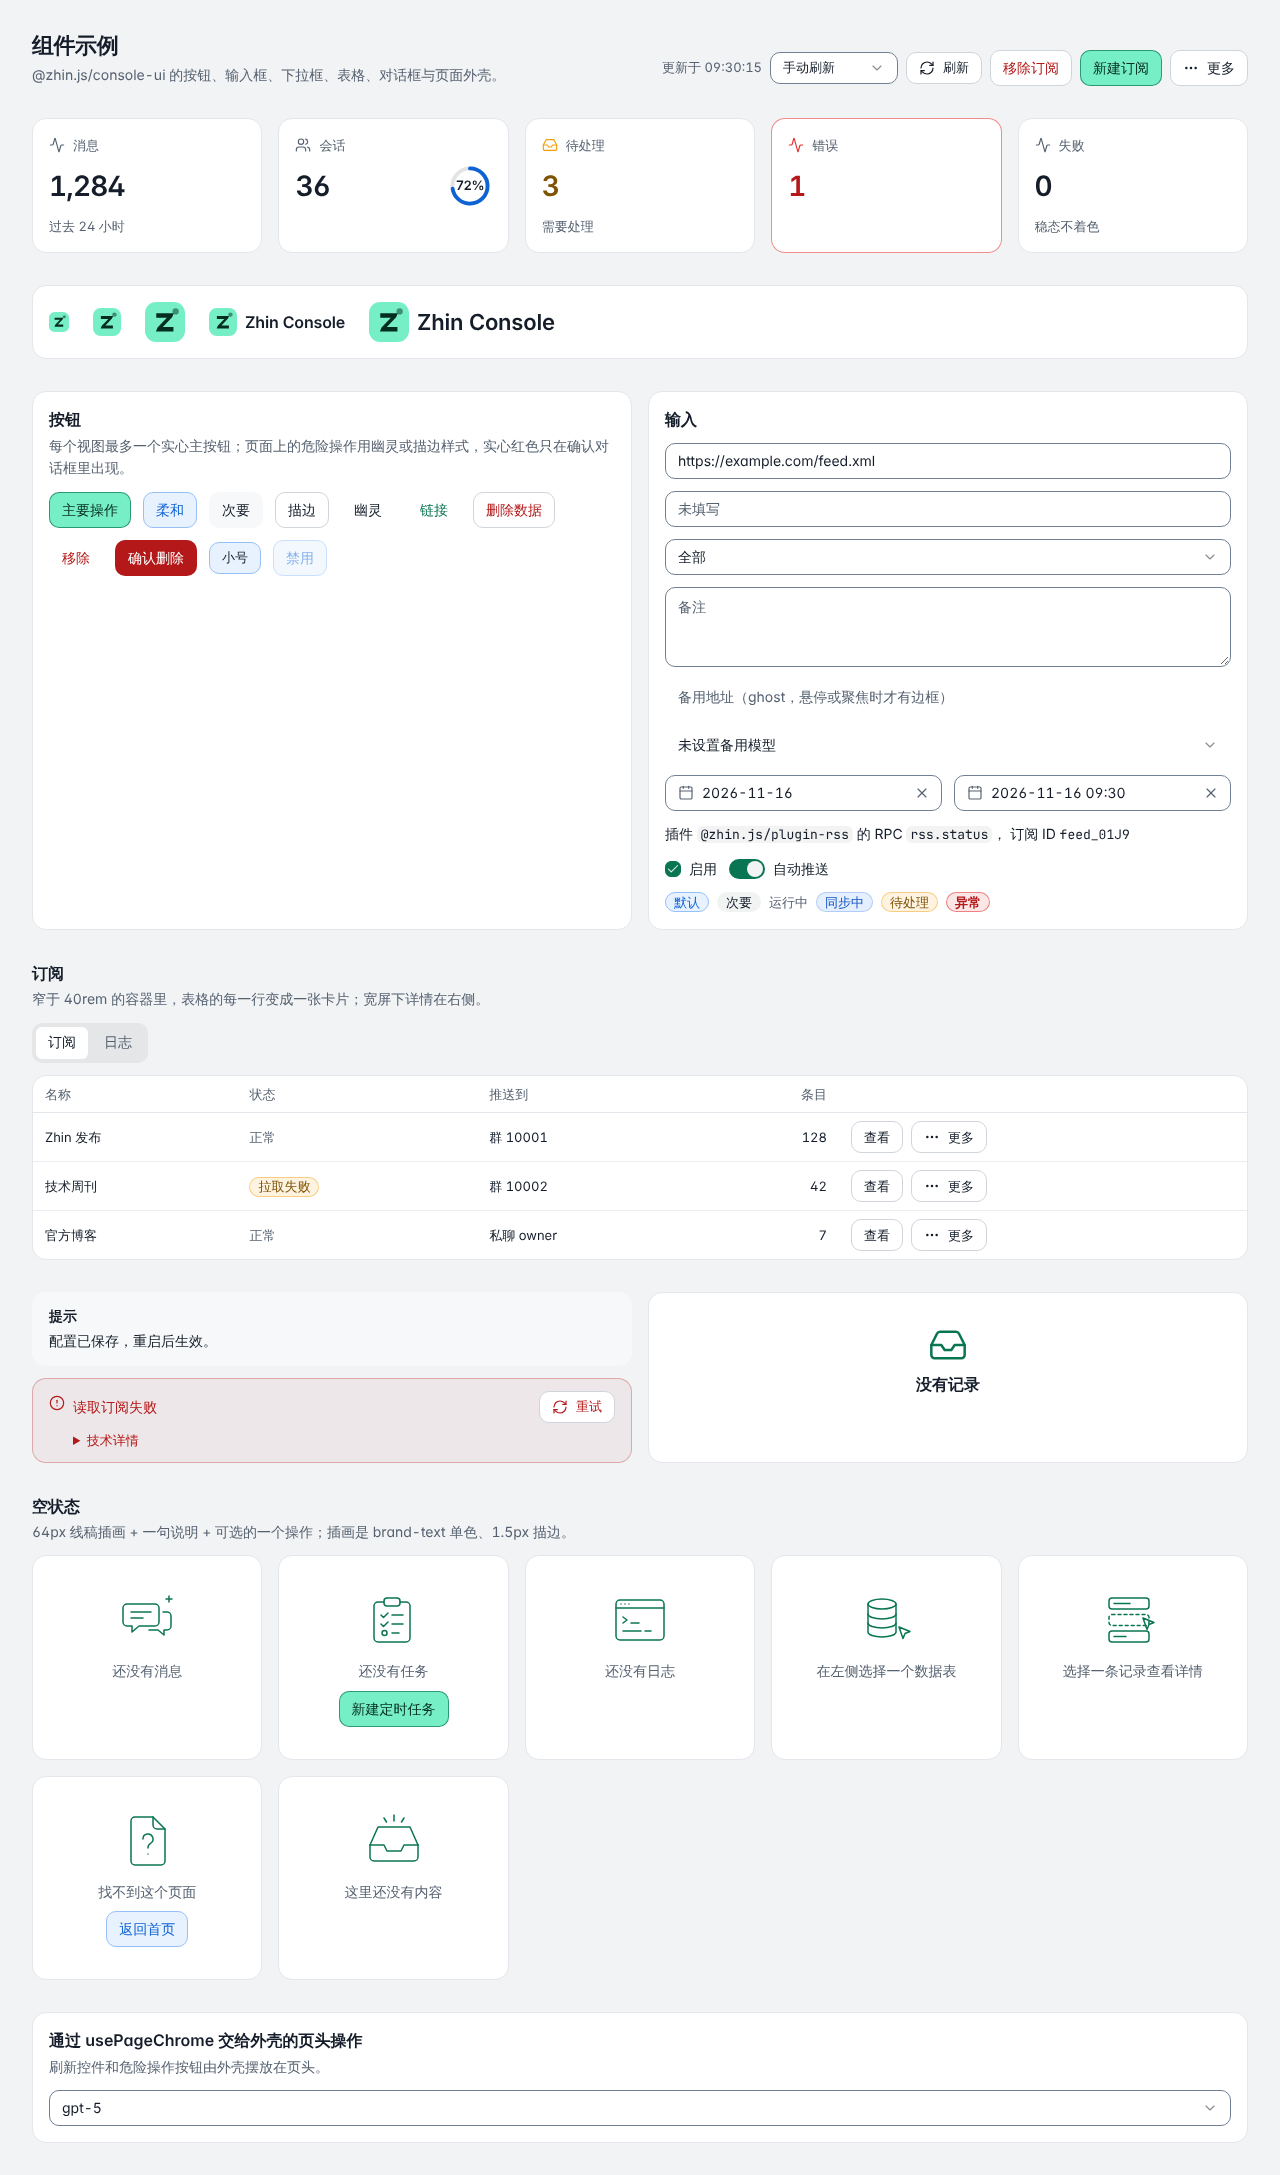 组件示例
@zhin.js/console-ui 的按钮、输入框、下拉框、表格、对话框与页面外壳。
更新于 09:30:15 手动刷新 刷新 移除订阅 新建订阅 更多
消息 会话 待处理 错误 失败
1,284 36 72% 3 1 0
过去 24 小时 需要处理 稳态不着色
Zhin Console Zhin Console
按钮
每个视图最多一个实心主按钮；页面上的危险操作用幽灵或描边样式，实心红色只在确认对
话框里出现。
主要操作 柔和 次要 描边 幽灵 链接 删除数据
移除 确认删除 小号 禁用
输入
https://example.com/feed.xml
未填写
全部
备注
备用地址（ghost，悬停或聚焦时才有边框）
未设置备用模型
2026-11-16 2026-11-16 09:30
插件 @zhin.js/plugin-rss 的 RPC rss.status ，订阅 ID feed_01J9
启用 自动推送
默认 次要 运行中 同步中 待处理 异常
订阅
窄于 40rem 的容器里，表格的每一行变成一张卡片；宽屏下详情在右侧。
订阅 日志
名称 状态 推送到 条目
Zhin 发布 正常 群 10001 128 查看 更多
技术周刊 拉取失败 群 10002 42 查看 更多
官方博客 正常 私聊 owner 7 查看 更多
提示
配置已保存，重启后生效。
读取订阅失败 重试
技术详情
没有记录
空状态
64px 线稿插画 + 一句说明 + 可选的一个操作；插画是 brand-text 单色、1.5px 描边。
还没有消息 还没有任务 还没有日志 在左侧选择一个数据表 选择一条记录查看详情
新建定时任务
找不到这个页面 这里还没有内容
返回首页
通过 usePageChrome 交给外壳的页头操作
刷新控件和危险操作按钮由外壳摆放在页头。
gpt-5